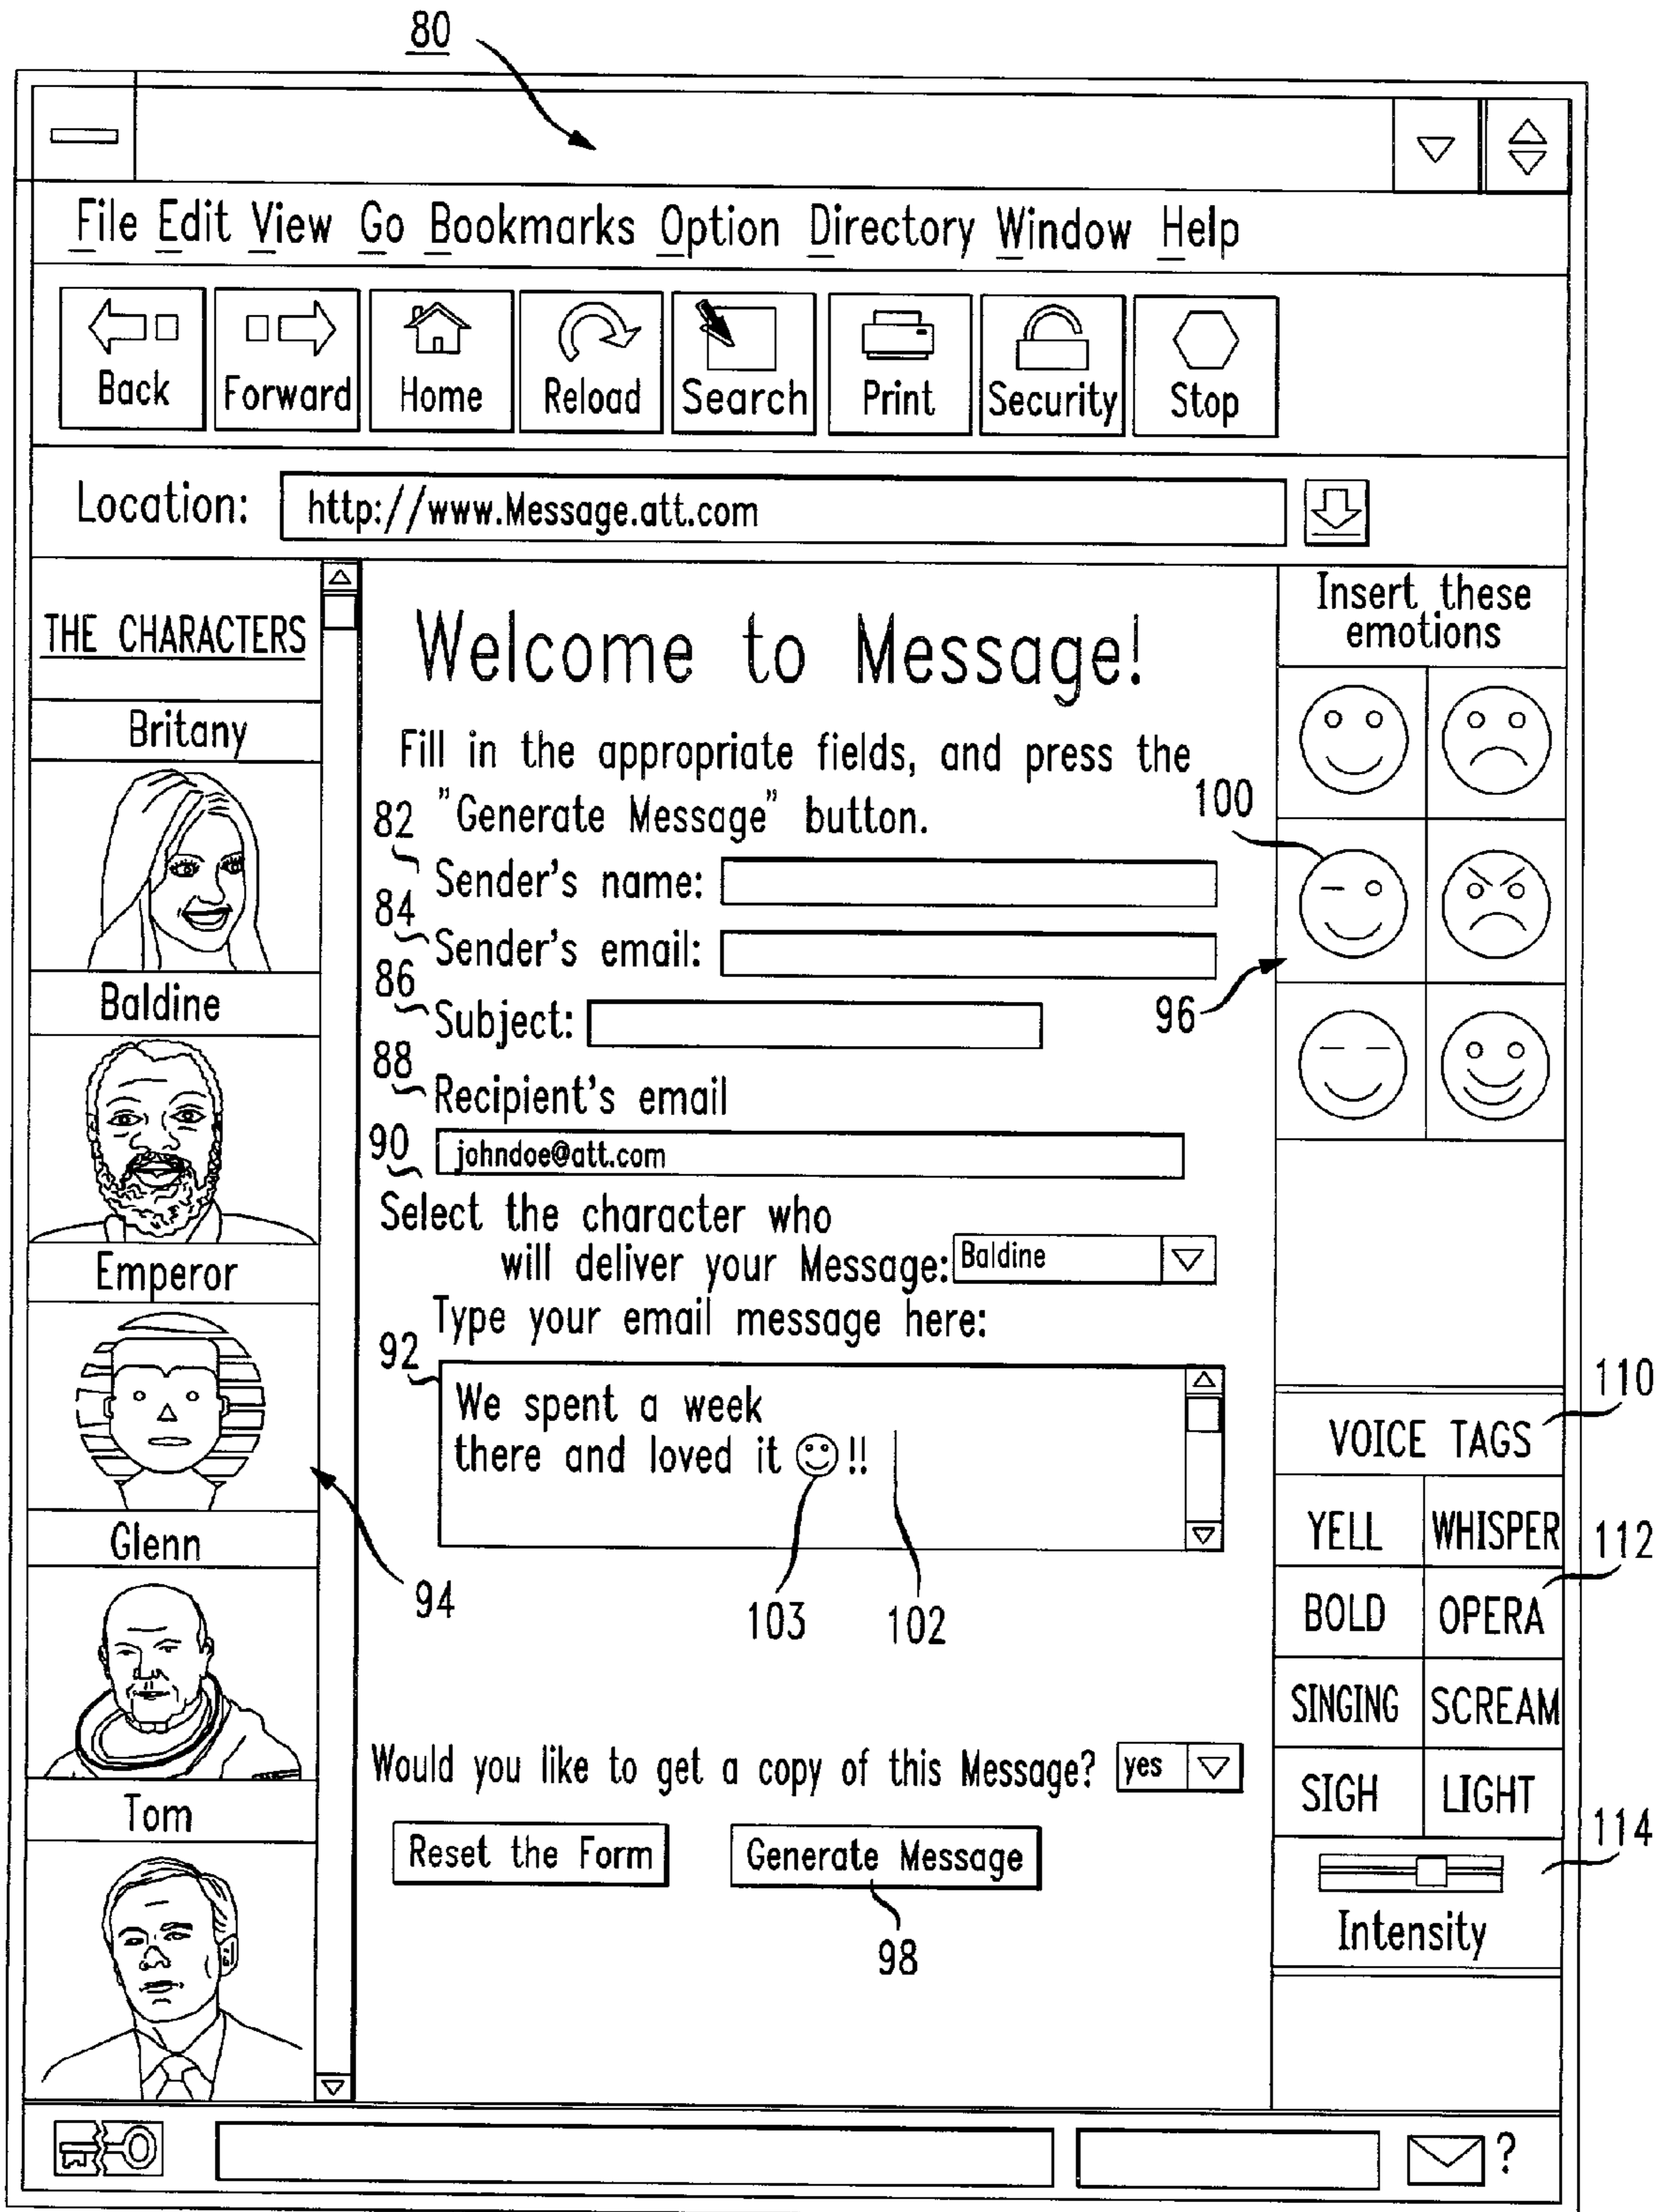 80
File Edit View Go Bookmarks Option Directory Window Help
Back Forward Home Reload Search Print Security Stop
Location: http://www.Message.att.com
THE CHARACTERS
Britany
Baldine
Emperor
Glenn
Tom
94
Welcome to Message!
Fill in the appropriate fields, and press the
"Generate Message" button.
82 Sender's name:
84 Sender's email:
86 Subject:
88 Recipient's email
90 johndoe@att.com
Select the character who
will deliver your Message: Baldine
Type your email message here:
92
We spent a week
there and loved it !!
103 102
Would you like to get a copy of this Message? yes
Reset the Form Generate Message
98
Insert these
emotions
100
96
VOICE TAGS 110
YELL WHISPER
112
BOLD OPERA
SINGING SCREAM
SIGH LIGHT
114
Intensity
?